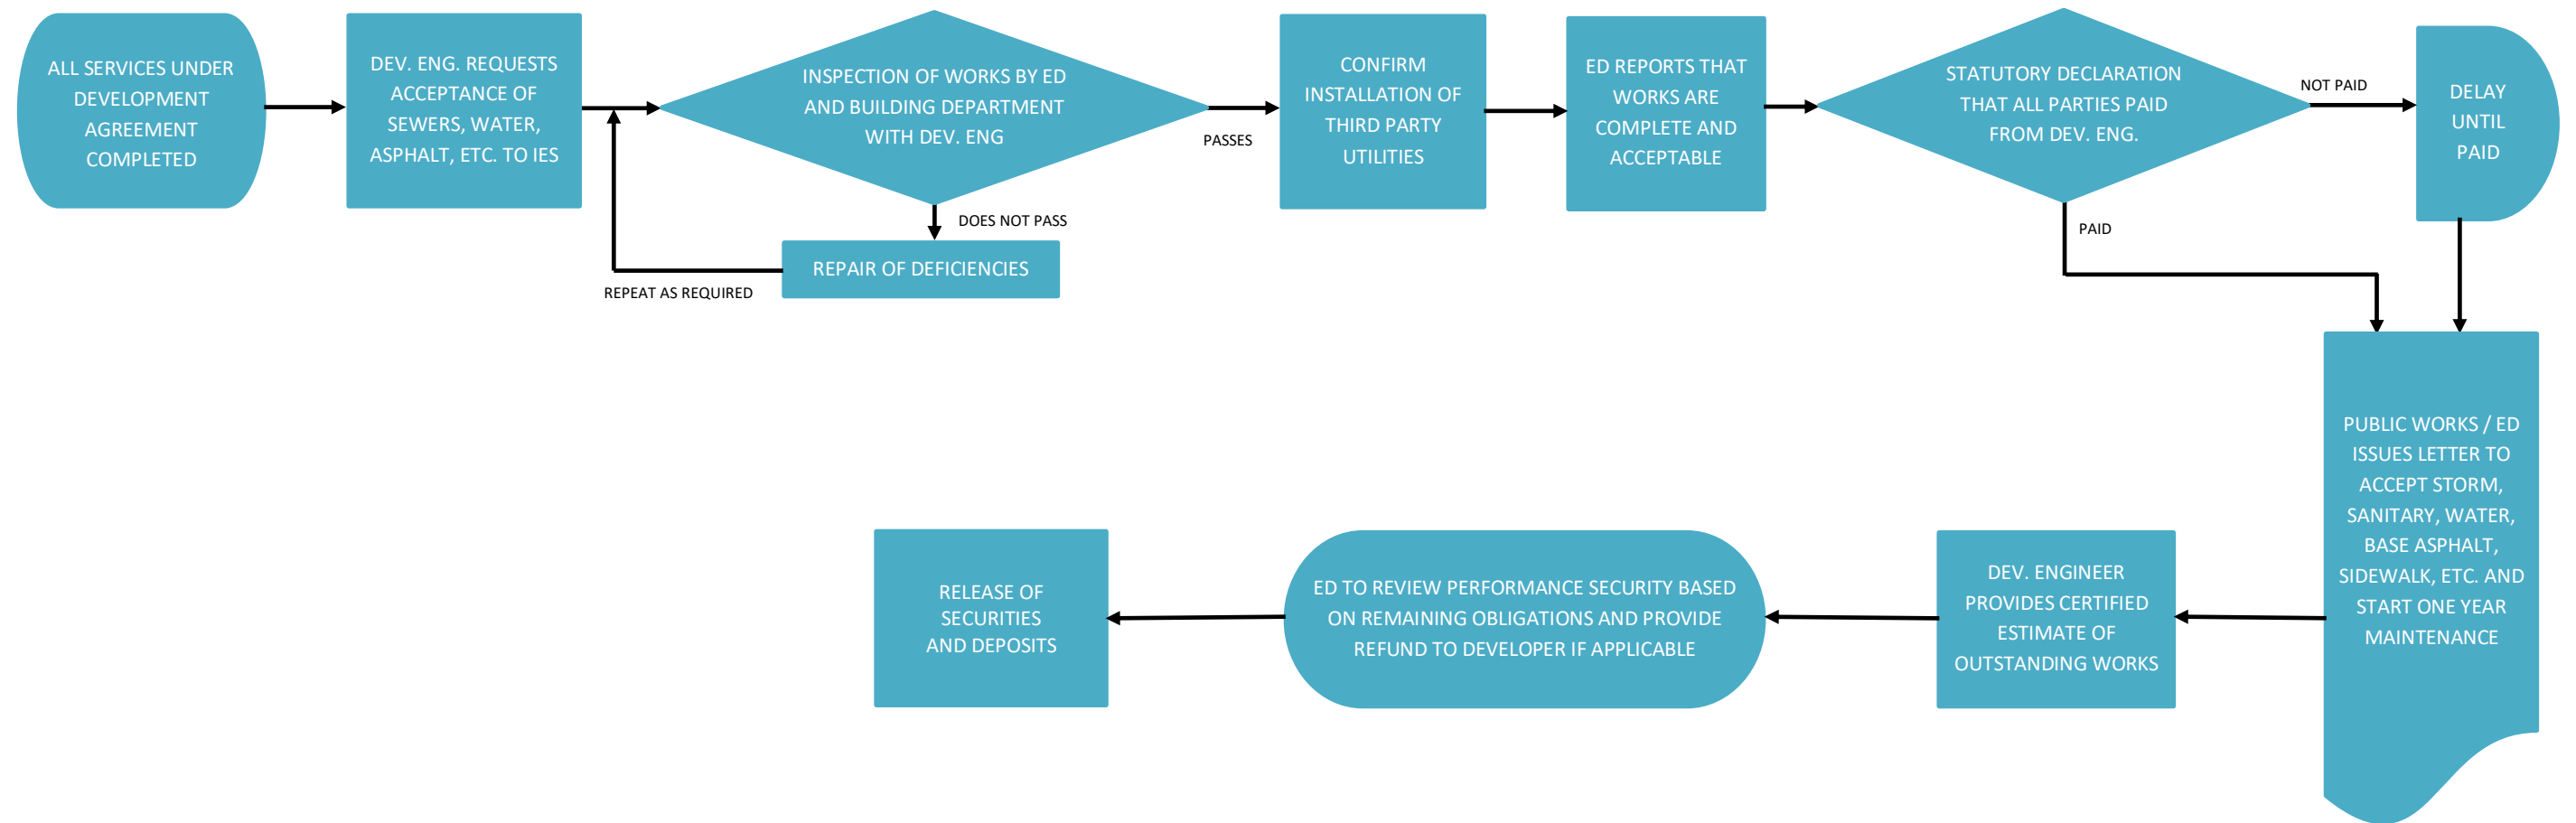 ALL SERVICES UNDER
DEVELOPMENT
AGREEMENT
COMPLETED
DEV. ENG. REQUESTS
ACCEPTANCE OF
SEWERS, WATER,
ASPHALT, ETC. TO IES
INSPECTION OF WORKS BY ED
AND BUILDING DEPARTMENT
WITH DEV. ENG
PASSES
DOES NOT PASS
REPAIR OF DEFICIENCIES
REPEAT AS REQUIRED
CONFIRM
INSTALLATION OF
THIRD PARTY
UTILITIES
ED REPORTS THAT
WORKS ARE
COMPLETE AND
ACCEPTABLE
STATUTORY DECLARATION
THAT ALL PARTIES PAID
FROM DEV. ENG.
NOT PAID
PAID
DELAY
UNTIL
PAID
PUBLIC WORKS / ED
ISSUES LETTER TO
ACCEPT STORM,
SANITARY, WATER,
BASE ASPHALT,
SIDEWALK, ETC. AND
START ONE YEAR
MAINTENANCE
DEV. ENGINEER
PROVIDES CERTIFIED
ESTIMATE OF
OUTSTANDING WORKS
ED TO REVIEW PERFORMANCE SECURITY BASED
ON REMAINING OBLIGATIONS AND PROVIDE
REFUND TO DEVELOPER IF APPLICABLE
RELEASE OF
SECURITIES
AND DEPOSITS